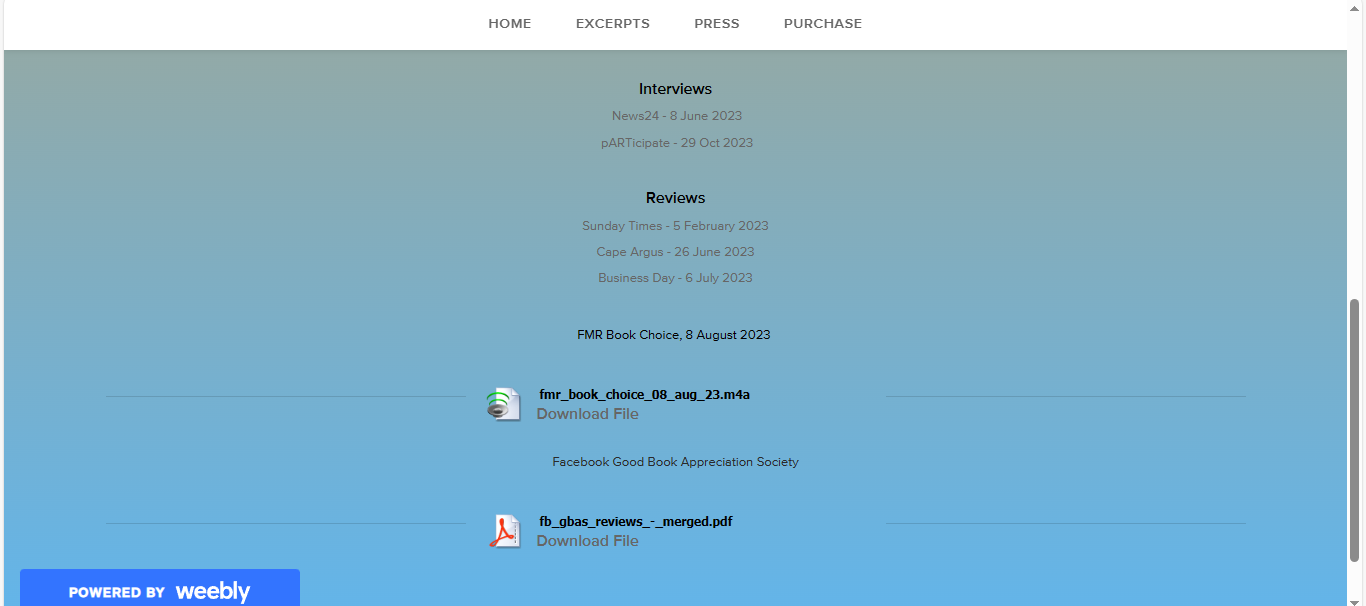 HOME EXCERPTS PRESS PURCHASE
Interviews
News24 - 8 June 2023
pARTicipate - 29 Oct 2023
Reviews
Sunday Times - 5 February 2023
Cape Argus - 26 June 2023
Business Day - 6 July 2023
FMR Book Choice, 8 August 2023
fmr_book_choice_08_aug_23.m4a
Download File
Facebook Good Book Appreciation Society
fb_gbas_reviews_-_merged.pdf
Download File
POWERED BY weebly